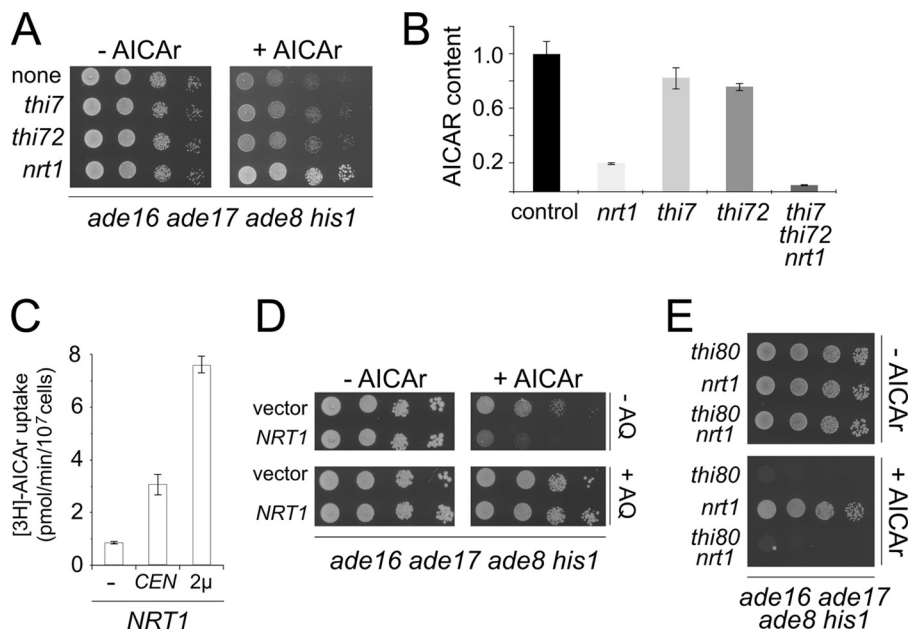 A
- AICAr
+ AICAr
none
thi7
thi72
nrt1
ade16 ade17 ade8 his1
B
AICAR content
1.0
0.6
0.2
control
nrt1
thi7
thi72
thi7
thi72
nrt1
C
[3H]-AICAr uptake
(pmol/min/10⁷cells)
8
6
4
2
0
-
CEN
2μ
NRT1
D
- AICAr
+ AICAr
vector
NRT1
- AQ
vector
NRT1
+ AQ
ade16 ade17 ade8 his1
E
thi80
nrt1
thi80
nrt1
- AICAr
thi80
nrt1
thi80
nrt1
+ AICAr
ade16 ade17
ade8 his1